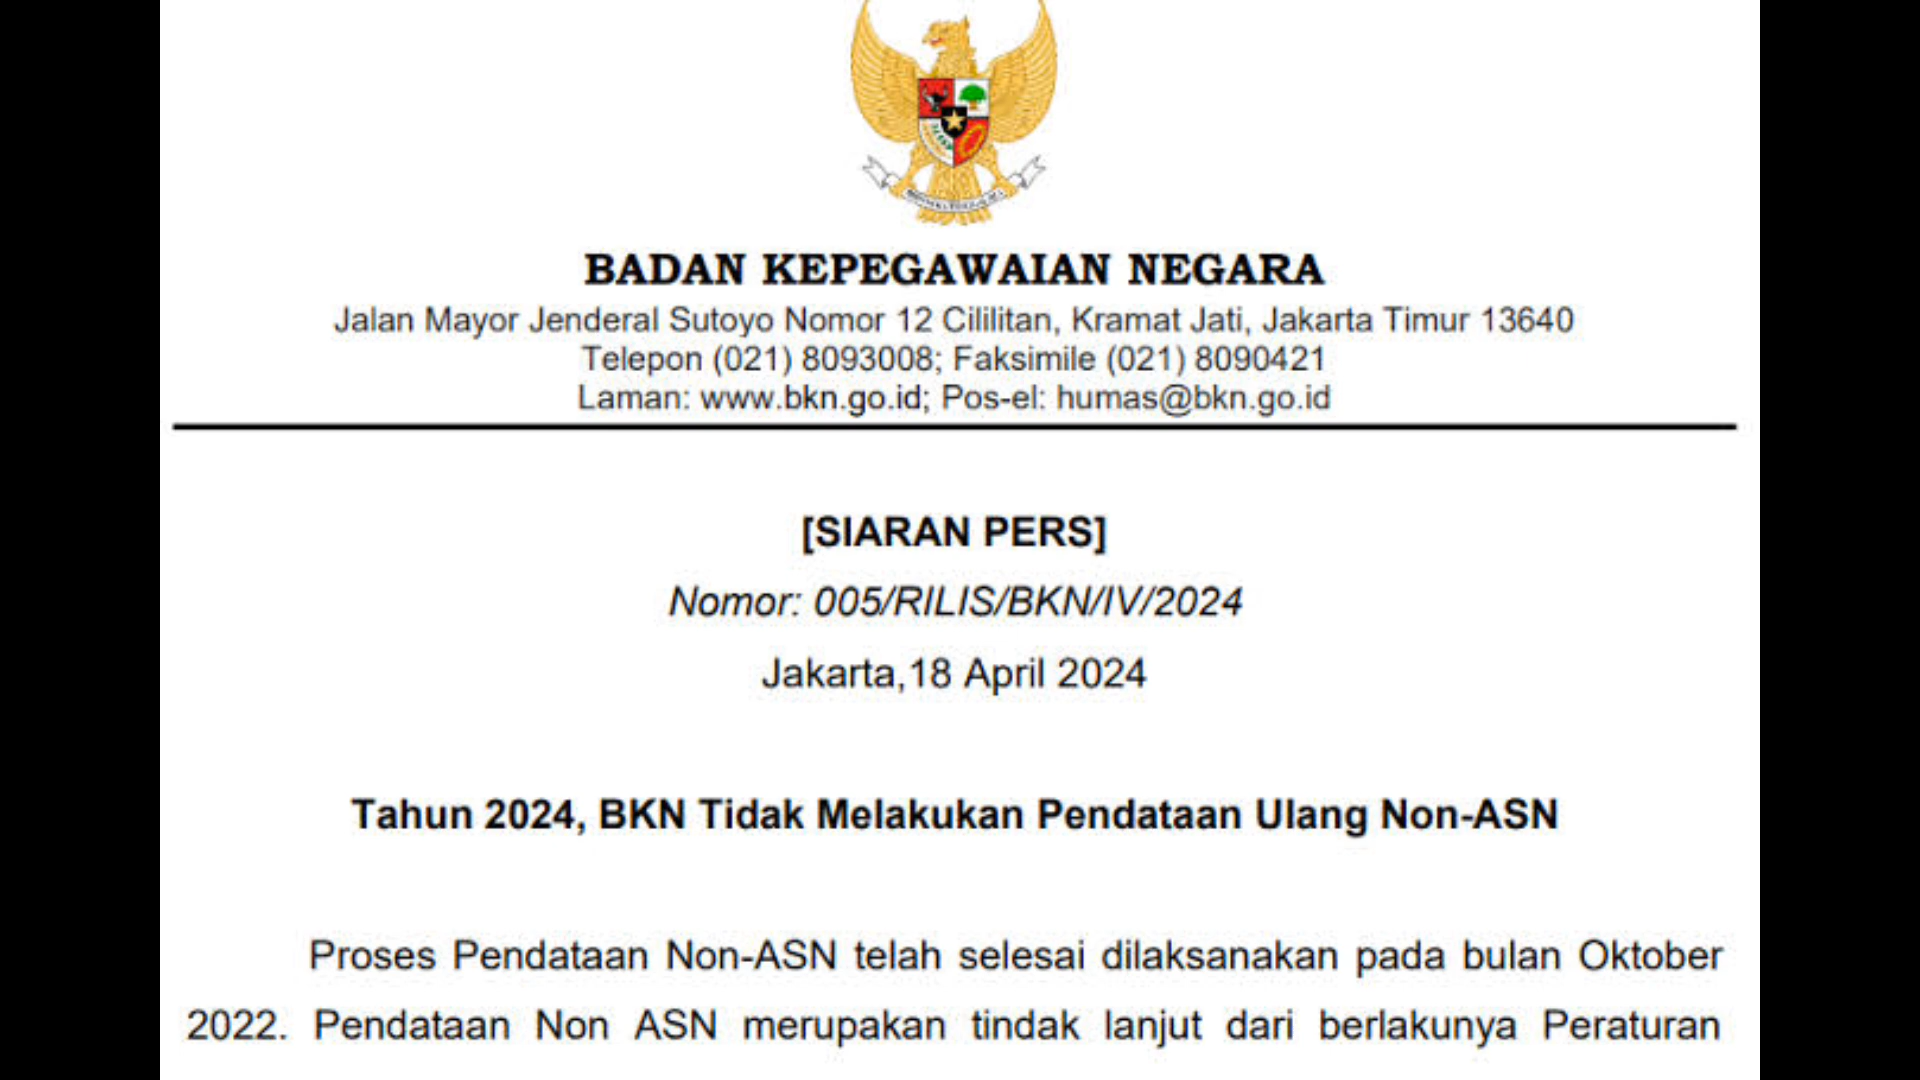 BADAN KEPEGAWAIAN NEGARA
Jalan Mayor Jenderal Sutoyo Nomor 12 Cililitan, Kramat Jati, Jakarta Timur 13640
Telepon (021) 8093008; Faksimile (021) 8090421
Laman: www.bkn.go.id; Pos-el: humas@bkn.go.id
[SIARAN PERS]
Nomor: 005/RILIS/BKN/IV/2024
Jakarta,18 April 2024
Tahun 2024, BKN Tidak Melakukan Pendataan Ulang Non-ASN
Proses Pendataan Non-ASN telah selesai dilaksanakan pada bulan Oktober
2022. Pendataan Non ASN merupakan tindak lanjut dari berlakunya Peraturan